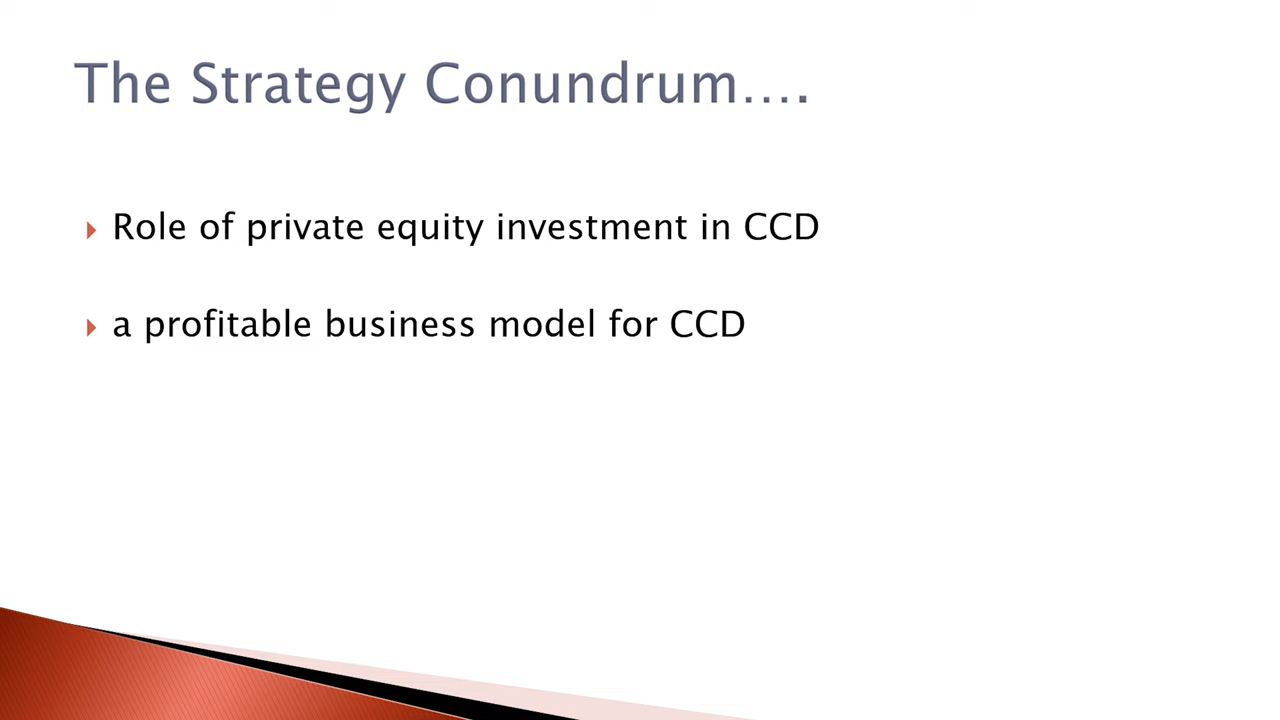 The Strategy Conundrum....
Role of private equity investment in CCD
a profitable business model for CCD